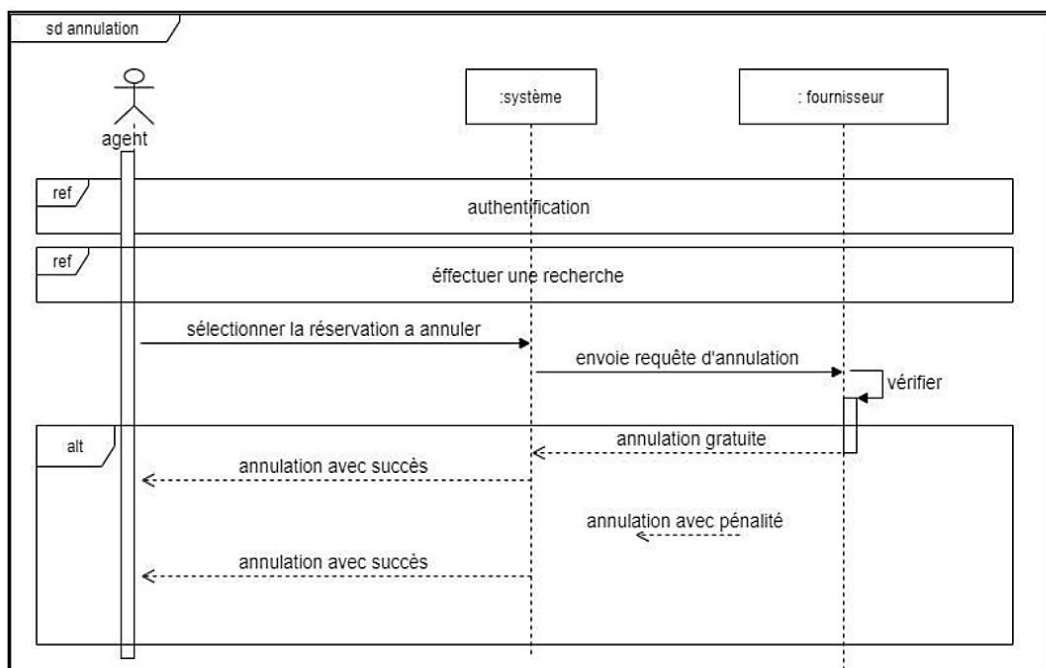 sd annulation
:système
: fournisseur
agent
ref
authentification
ref
éffectuer une recherche
sélectionner la réservation a annuler
envoie requête d'annulation
vérifier
alt
annulation gratuite
annulation avec succès
annulation avec pénalité
annulation avec succès